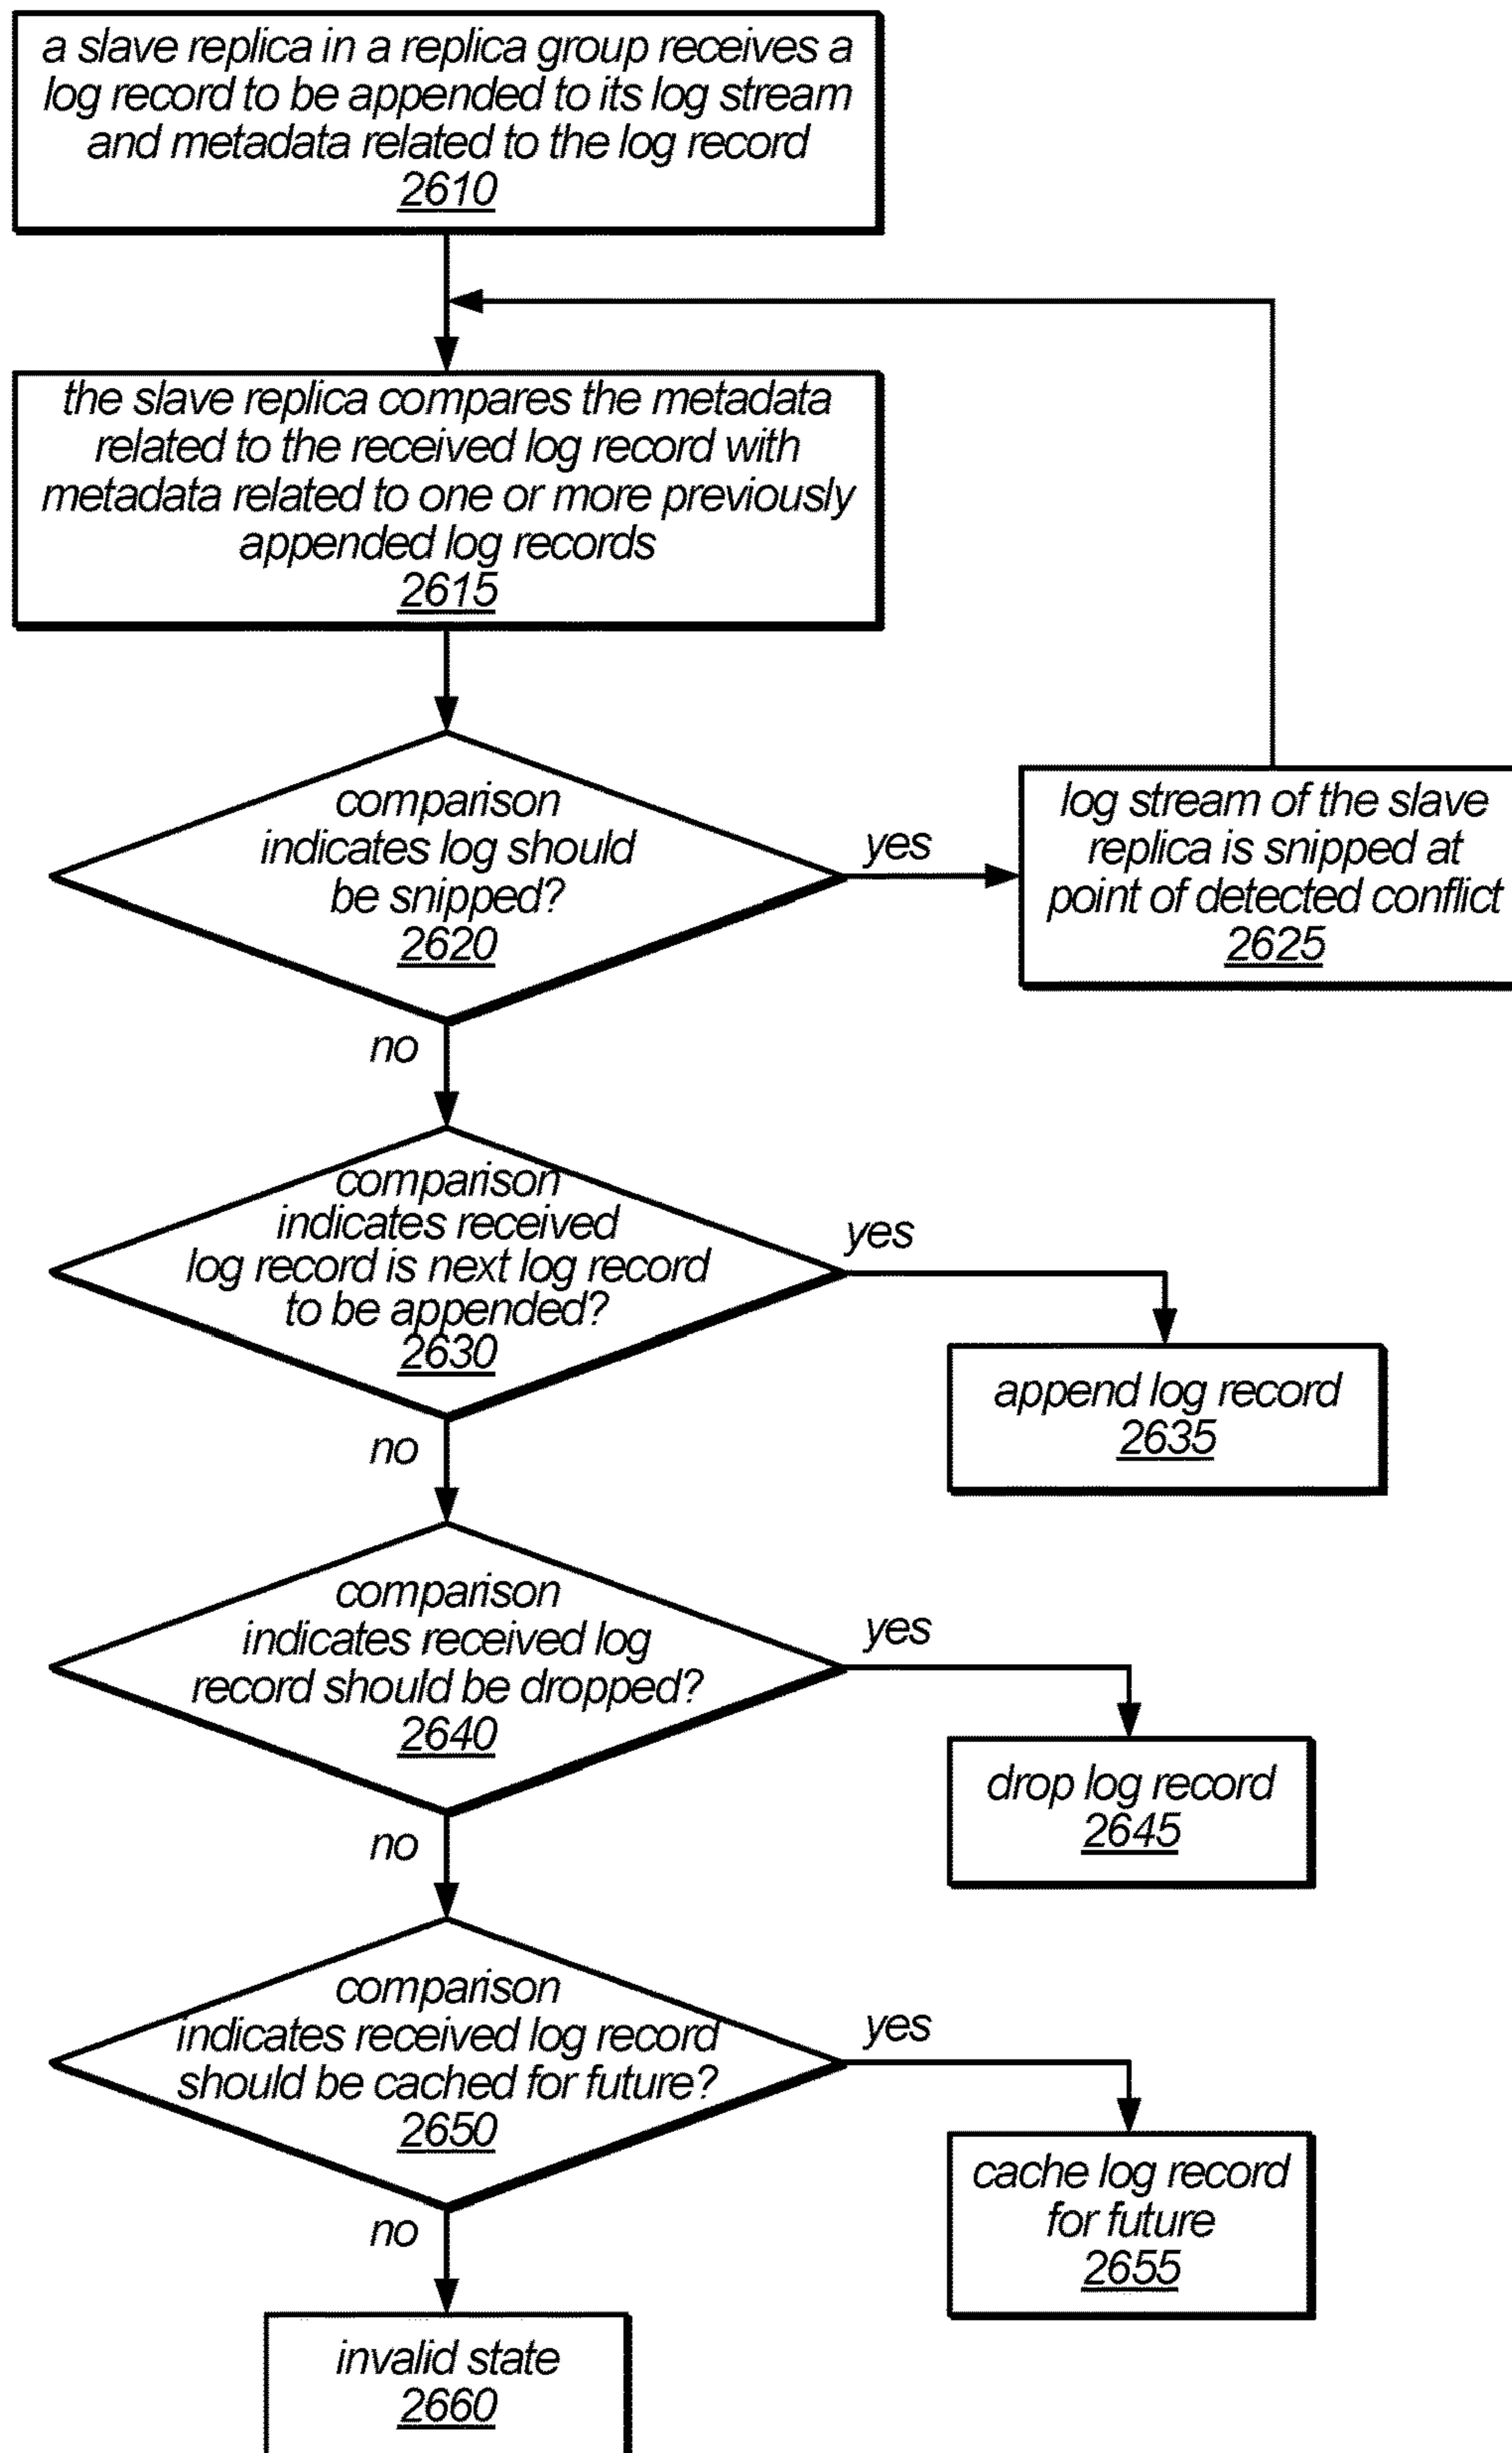 a slave replica in a replica group receives a
log record to be appended to its log stream
and metadata related to the log record
2610
the slave replica compares the metadata
related to the received log record with
metadata related to one or more previously
appended log records
2615
comparison
indicates log should
be snipped?
2620
yes
log stream of the slave
replica is snipped at
point of detected conflict
2625
no
comparison
indicates received
log record is next log record
to be appended?
2630
yes
append log record
2635
no
comparison
indicates received log
record should be dropped?
2640
yes
drop log record
2645
no
comparison
indicates received log record
should be cached for future?
2650
yes
cache log record
for future
2655
no
invalid state
2660